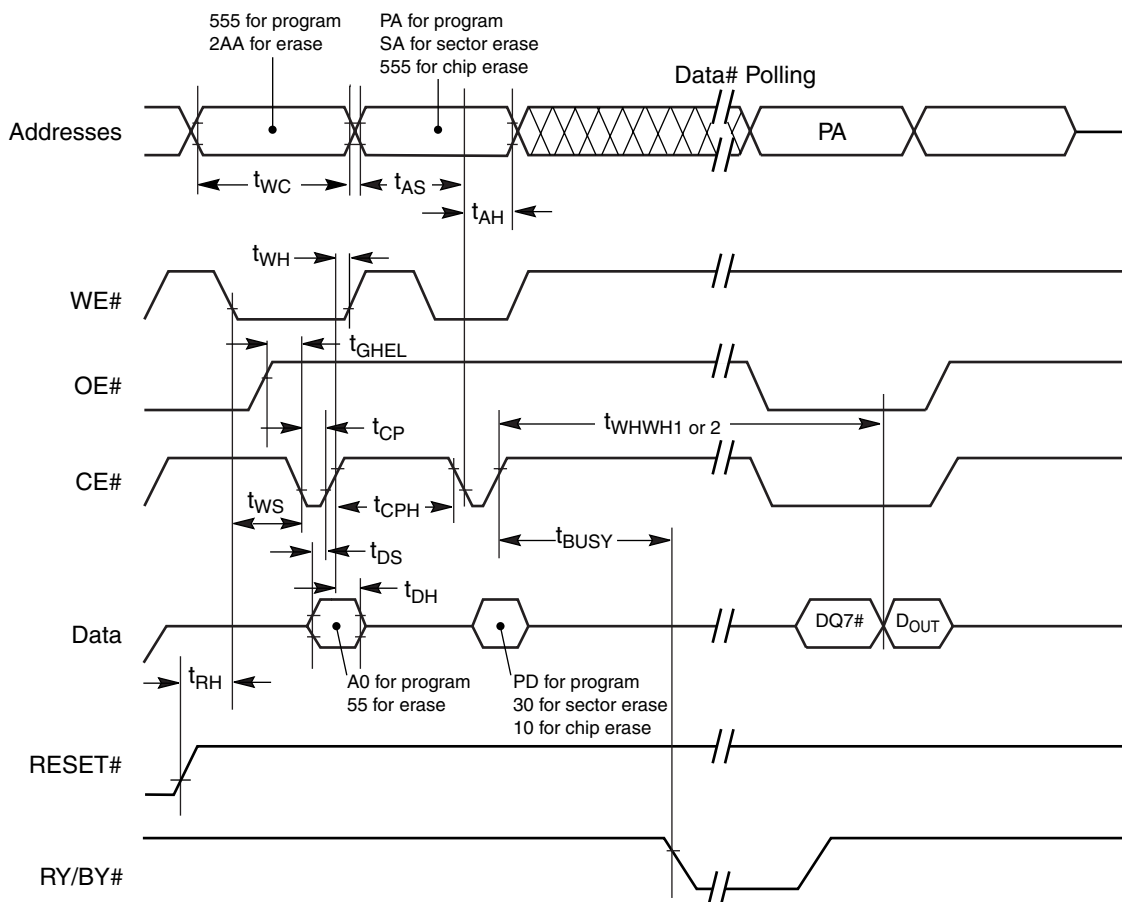 555 for program
2AA for erase
PA for program
SA for sector erase
555 for chip erase
Data# Polling
Addresses
PA
tWC
tAS
tAH
tWH
WE#
tGHEL
OE#
tCP
tWHWH1 or 2
CE#
tWS
tCPH
tBUSY
tDS
tDH
Data
DQ7#
DOUT
tRH
A0 for program
55 for erase
PD for program
30 for sector erase
10 for chip erase
RESET#
RY/BY#